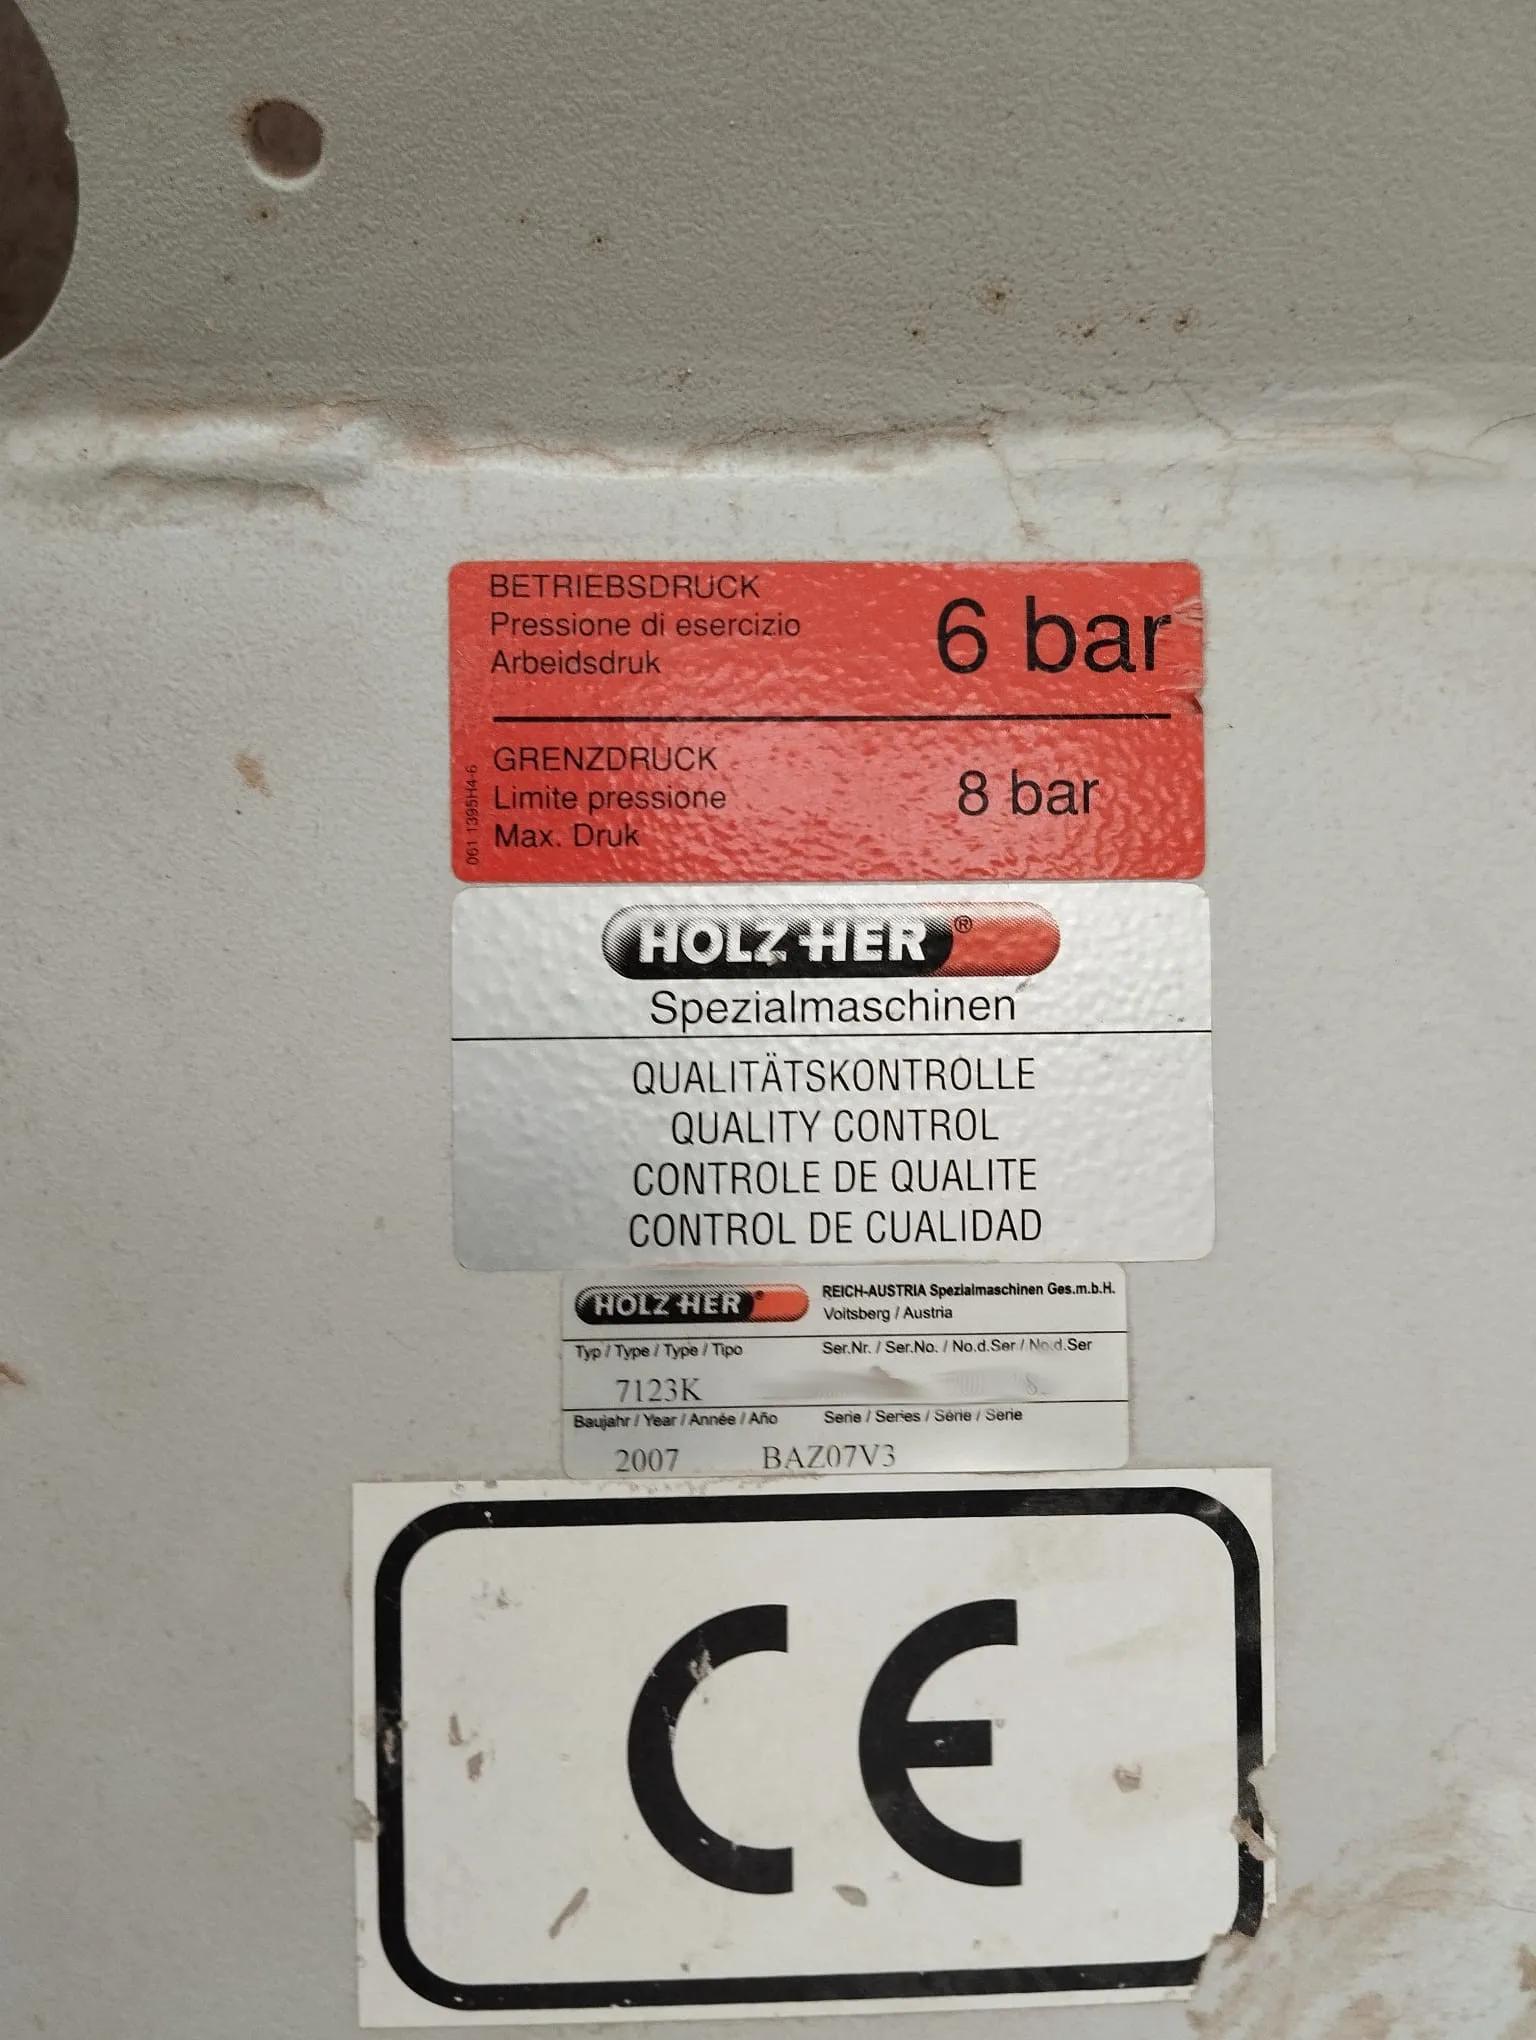 BETRIEBSDRUCK
Pressione di esercizio
Arbeidsdruk
6 bar
GRENZDRUCK
Limite pressione
Max. Druk
8 bar
061 1395H4-6
HOLZ-HER®
Spezialmaschinen
QUALITÄTSKONTROLLE
QUALITY CONTROL
CONTROLE DE QUALITE
CONTROL DE CUALIDAD
HOLZ-HER®
REICH-AUSTRIA Spezialmaschinen Ges.m.b.H.
Voitsberg / Austria
Typ / Type / Type / Tipo
Ser.Nr. / Ser.No. / No.d.Ser / No.d.Ser
7123K
Baujahr / Year / Année / Año
Serie / Series / Série / Serie
2007
BAZ07V3
CE